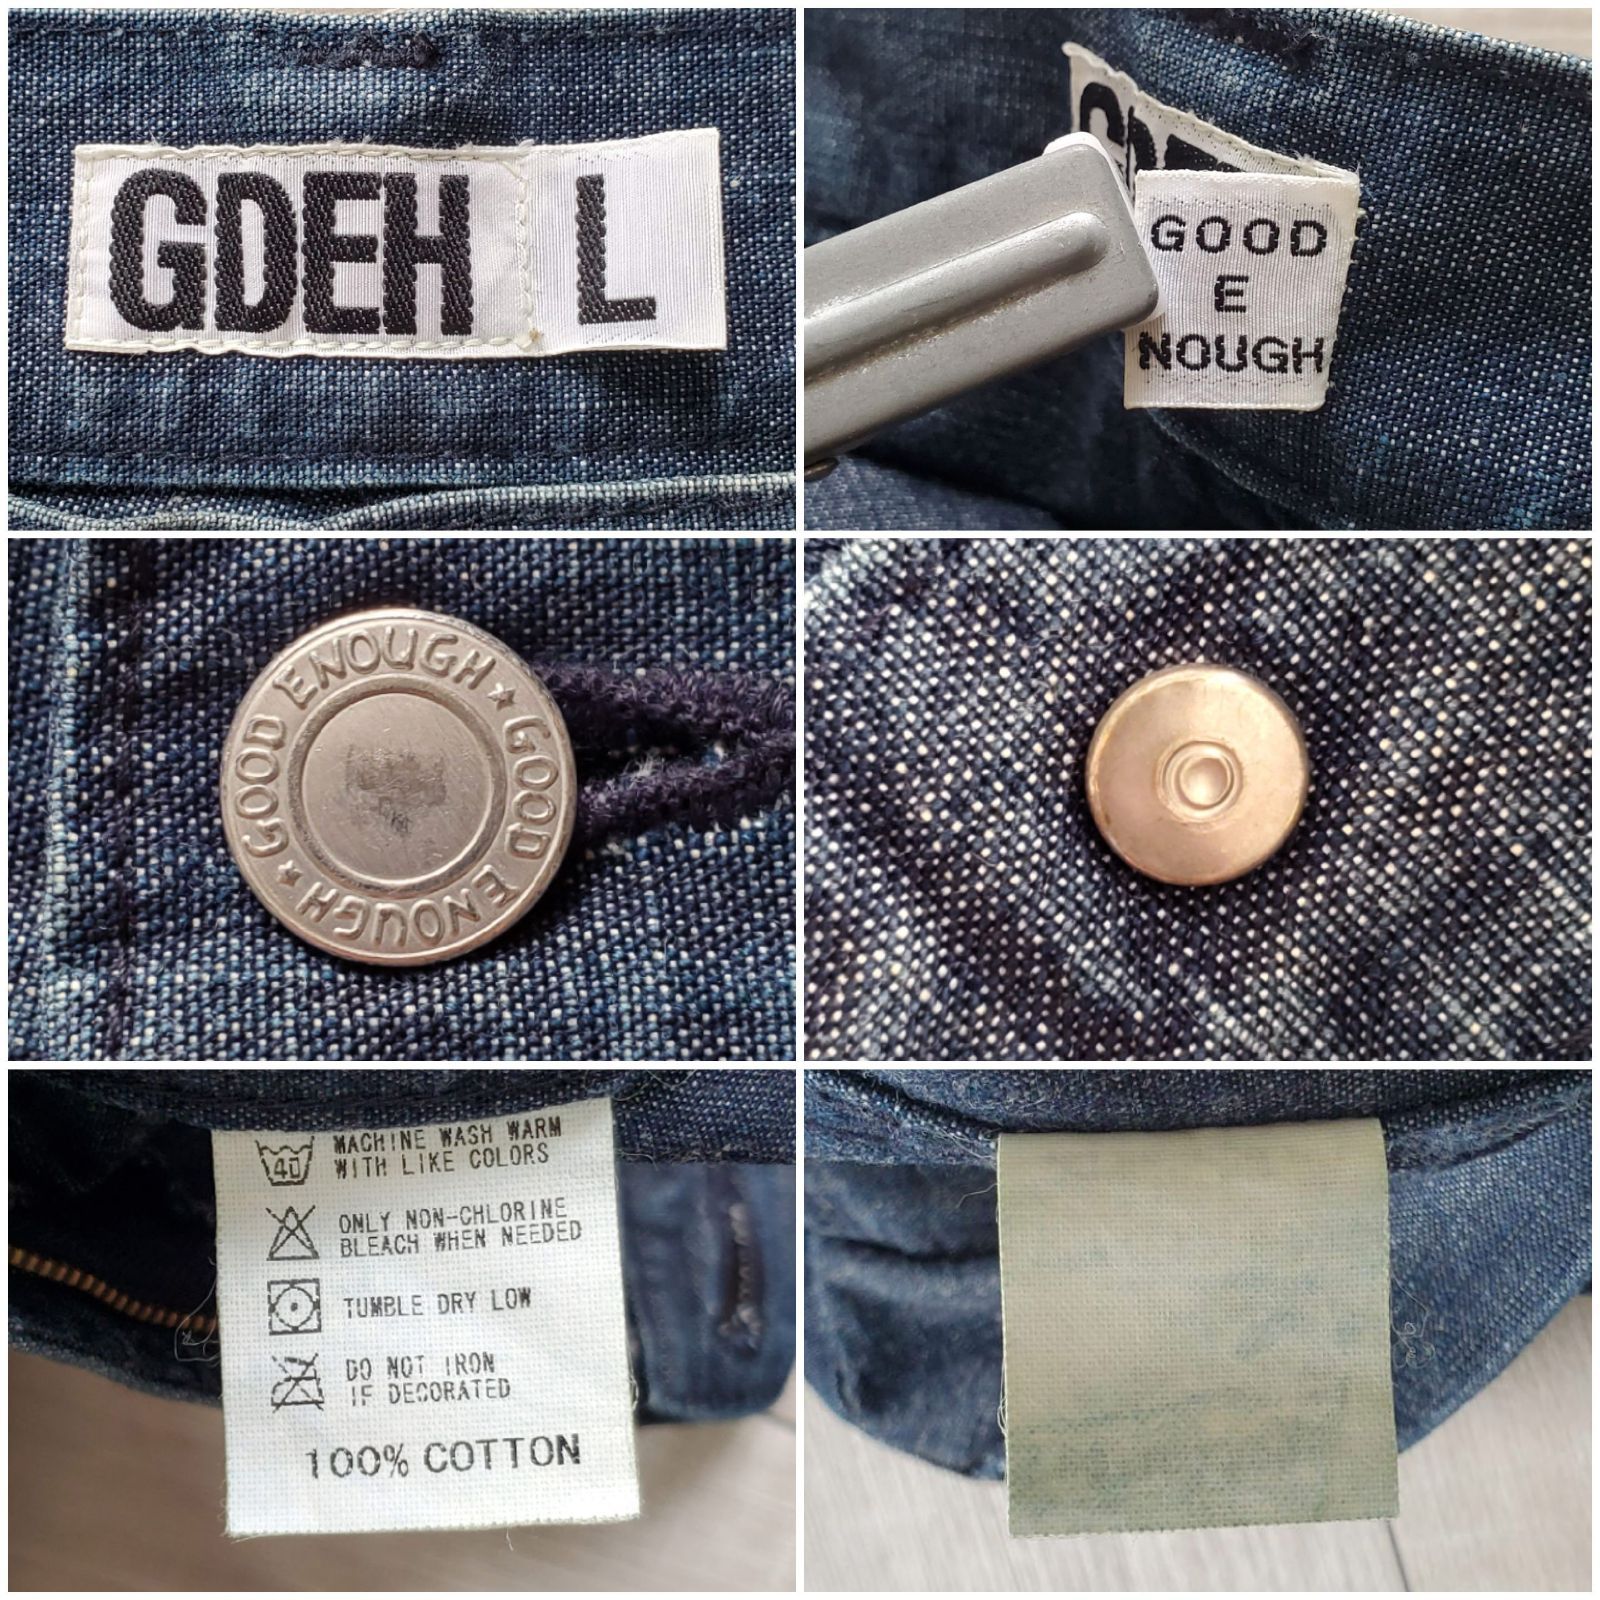 GDEH L
GOOD
E
NOUGH
GOOD ENOUGH ★ GOOD ENOUGH ★
40 MACHINE WASH WARM
WITH LIKE COLORS
ONLY NON-CHLORINE
BLEACH WHEN NEEDED
TUMBLE DRY LOW
DO NOT IRON
IF DECORATED
100% COTTON